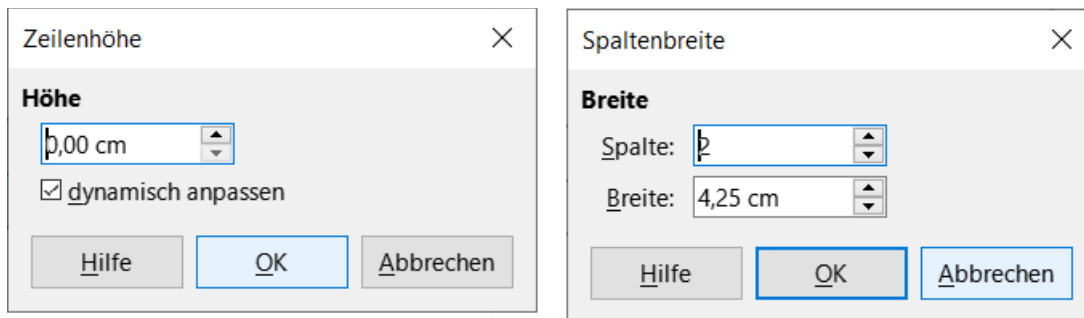 Zeilenhöhe
Höhe
0,00 cm
dynamisch anpassen
Hilfe OK Abbrechen
Spaltenbreite
Breite
Spalte: 2
Breite: 4,25 cm
Hilfe OK Abbrechen